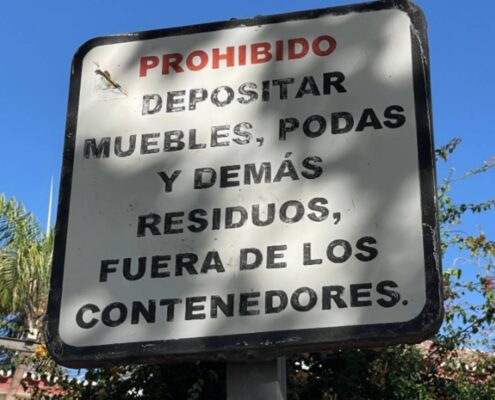 PROHIBIDO
DEPOSITAR
MUEBLES, PODAS
Y DEMÁS
RESIDUOS,
FUERA DE LOS
CONTENEDORES.